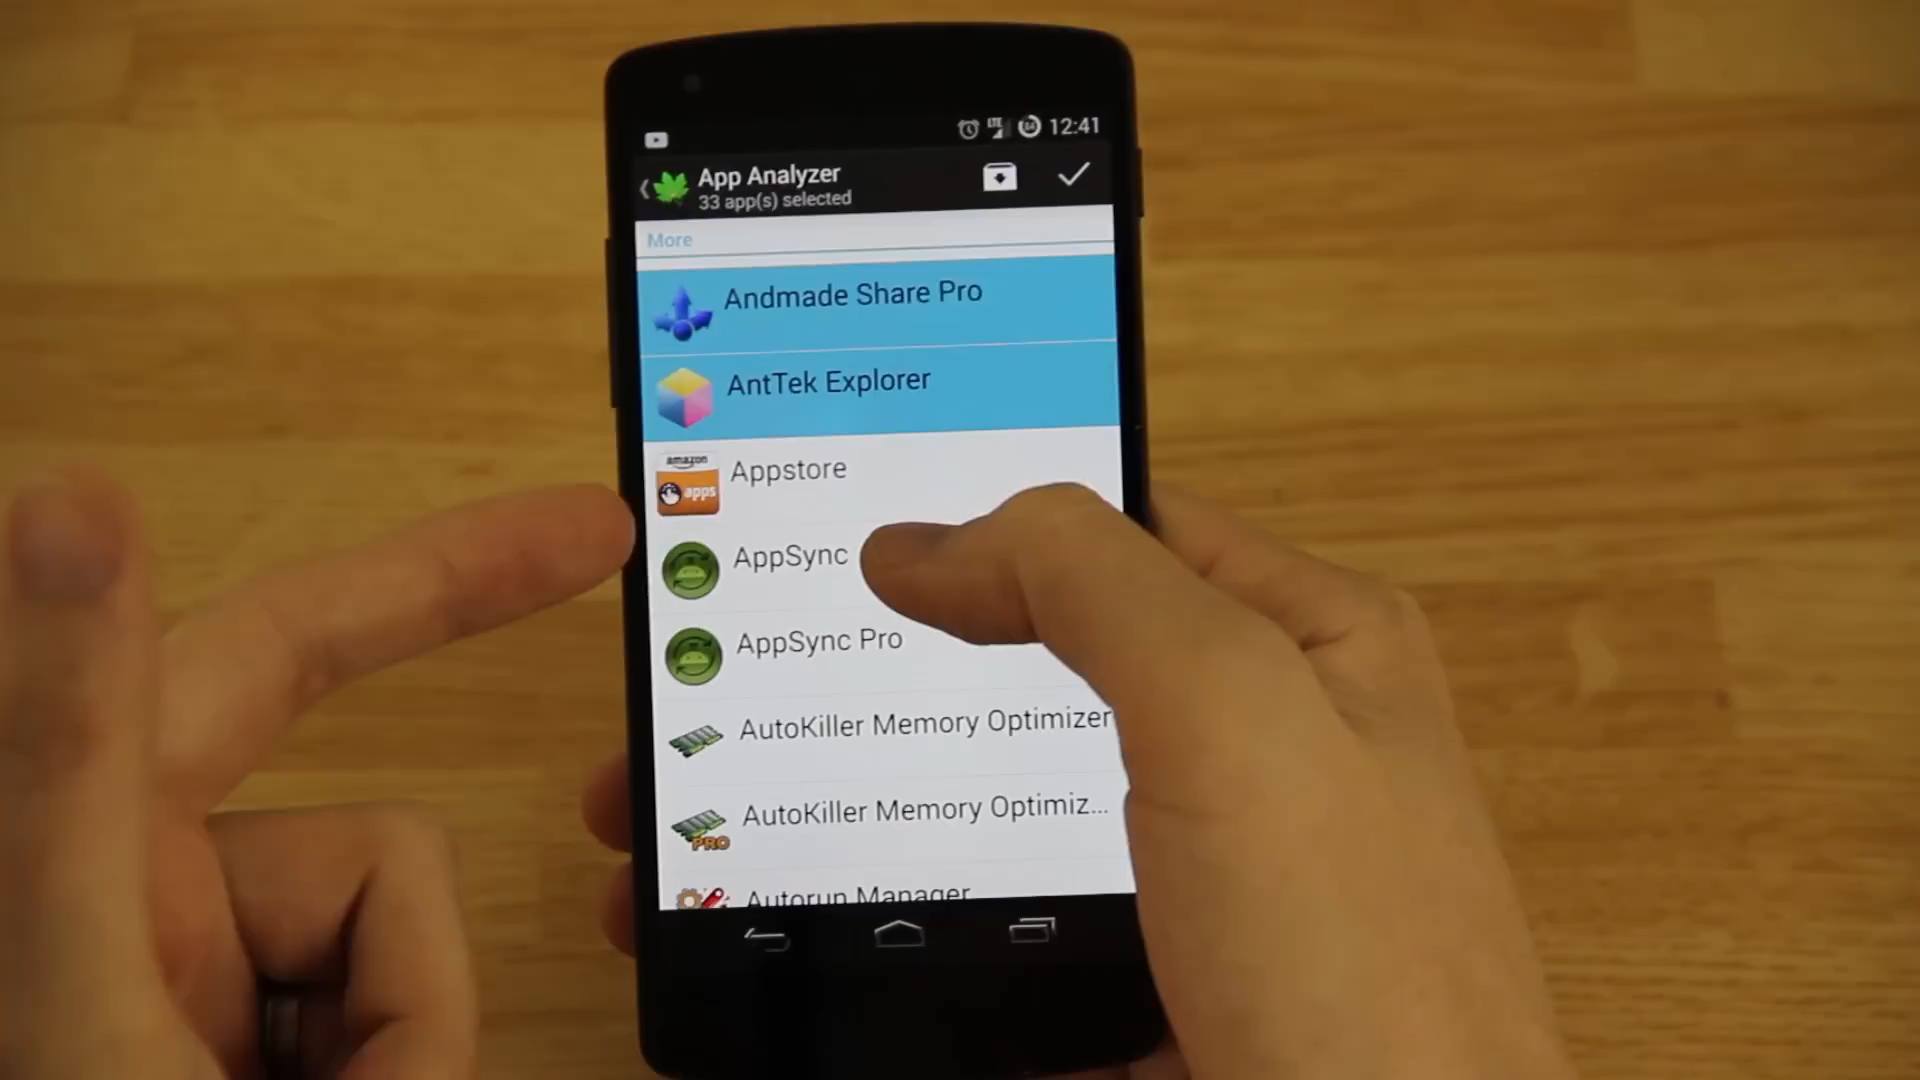 LTE 12:41
App Analyzer
33 app(s) selected
More
Andmade Share Pro
AntTek Explorer
amazon
apps
Appstore
AppSync
AppSync Pro
AutoKiller Memory Optimizer
AutoKiller Memory Optimiz...
PRO
Autorun Manager